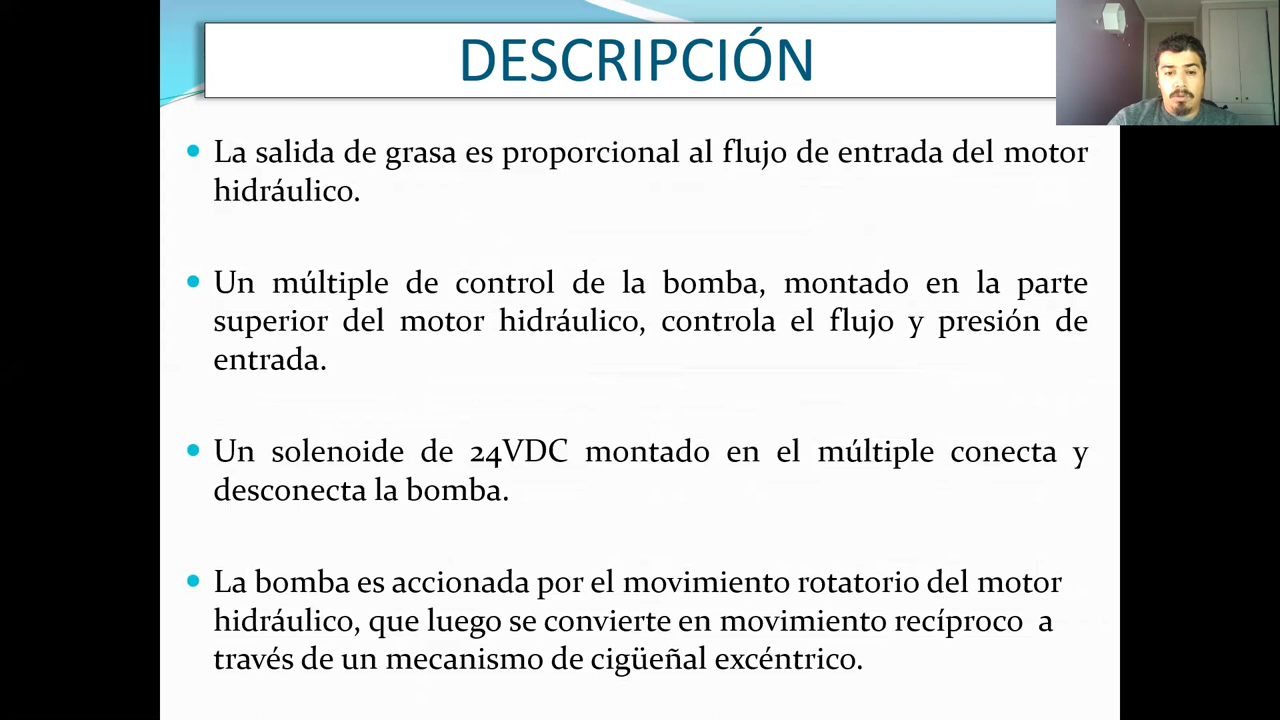 DESCRIPCIÓN
• La salida de grasa es proporcional al flujo de entrada del motor
hidráulico.
• Un múltiple de control de la bomba, montado en la parte
superior del motor hidráulico, controla el flujo y presión de
entrada.
• Un solenoide de 24VDC montado en el múltiple conecta y
desconecta la bomba.
• La bomba es accionada por el movimiento rotatorio del motor
hidráulico, que luego se convierte en movimiento recíproco a
través de un mecanismo de cigüeñal excéntrico.